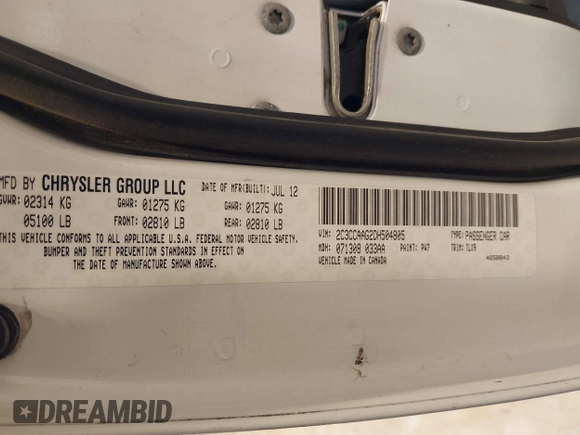 MFD BY CHRYSLER GROUP LLC DATE OF MFR(BUILT): JUL 12
GVWR: 02314 KG GAWR: 01275 KG GAWR: 01275 KG
05100 LB FRONT: 02810 LB REAR: 02810 LB
THIS VEHICLE CONFORMS TO ALL APPLICABLE U.S.A. FEDERAL MOTOR VEHICLE SAFETY,
BUMPER AND THEFT PREVENTION STANDARDS IN EFFECT ON
THE DATE OF MANUFACTURE SHOWN ABOVE.
VIN: 2C3CCAAG2DH504805 TYPE: PASSENGER CAR
MDH: 071308 033AA PAINT: PW7 TRIM: TLX9
VEHICLE MADE IN CANADA 4650843
DREAMBID